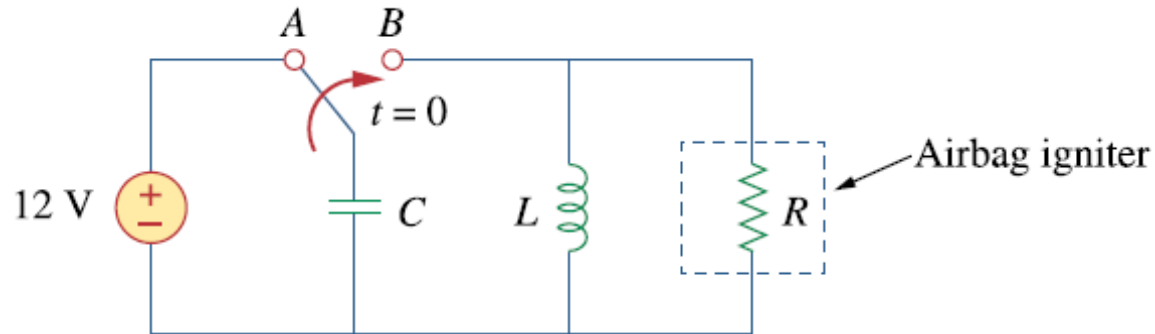 A B
t = 0
Airbag igniter
12 V
+
−
C
L
R